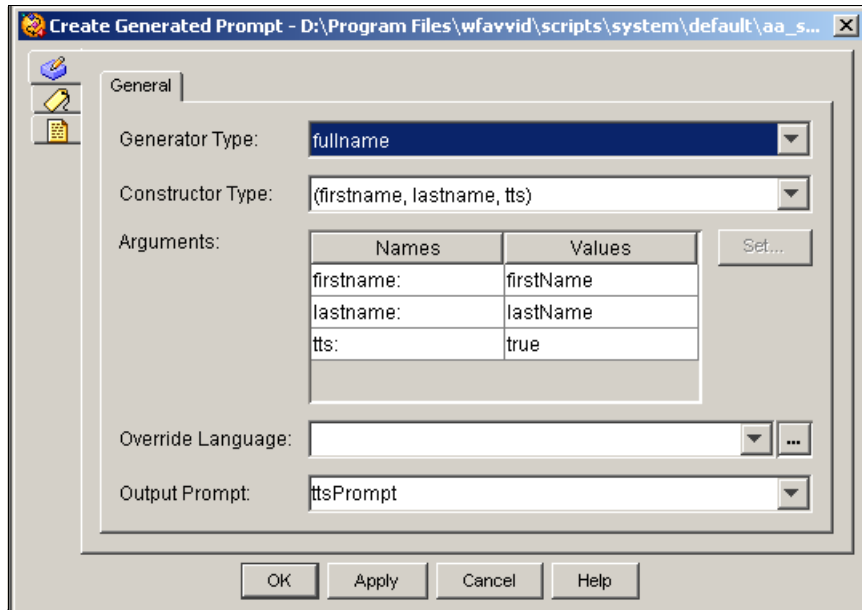 Create Generated Prompt - D:\Program Files\wfavvid\scripts\system\default\aa_s...
General
Generator Type: fullname
Constructor Type: (firstname, lastname, tts)
Arguments: Names Values Set...
firstname: firstName
lastname: lastName
tts: true
Override Language: ...
Output Prompt: ttsPrompt
OK Apply Cancel Help